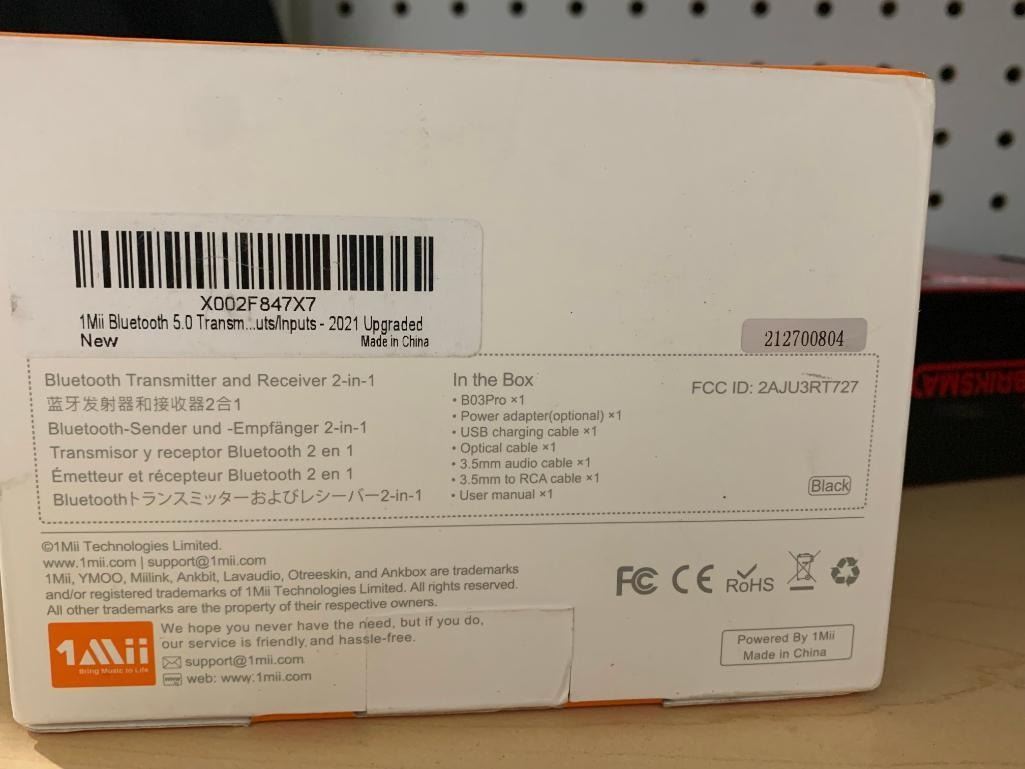 X002F847X7
1Mii Bluetooth 5.0 Transm...uts/Inputs - 2021 Upgraded
New
Made in China
212700804
Bluetooth Transmitter and Receiver 2-in-1
蓝牙发射器和接收器2合1
Bluetooth-Sender und -Empfänger 2-in-1
Transmisor y receptor Bluetooth 2 en 1
Émetteur et récepteur Bluetooth 2 en 1
Bluetoothトランスミッターおよびレシーバー2-in-1
In the Box
• B03Pro ×1
• Power adapter(optional) ×1
• USB charging cable ×1
• Optical cable ×1
• 3.5mm audio cable ×1
• 3.5mm to RCA cable ×1
• User manual ×1
FCC ID: 2AJU3RT727
Black
©1Mii Technologies Limited.
www.1mii.com | support@1mii.com
1Mii, YMOO, Miilink, Ankbit, Lavaudio, Otreeskin, and Ankbox are trademarks
and/or registered trademarks of 1Mii Technologies Limited. All rights reserved.
All other trademarks are the property of their respective owners.
1Mii
Bring Music to Life
We hope you never have the need, but if you do,
our service is friendly and hassle-free.
support@1mii.com
www web: www.1mii.com
FC CE RoHS
Powered By 1Mii
Made in China
BRIKSMA